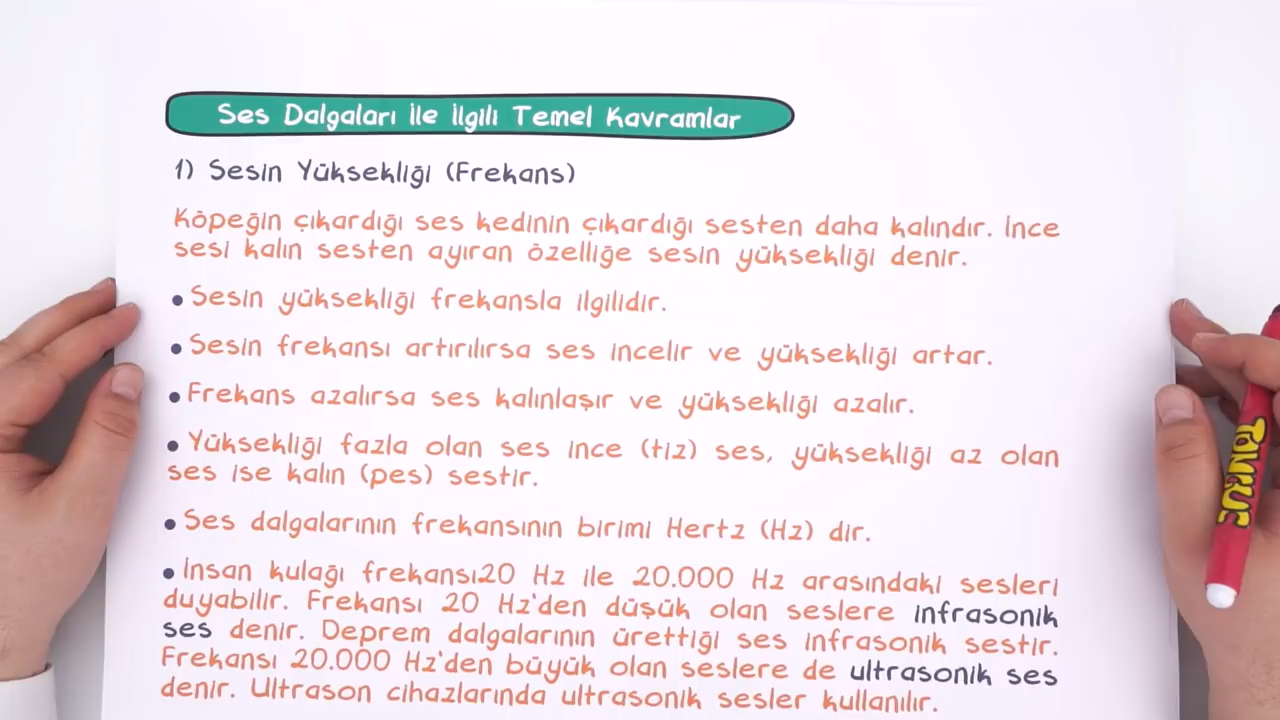 Ses Dalgaları ile ilgili Temel Kavramlar
1) Sesin Yüksekliği (Frekans)
Köpeğin çıkardığı ses kedinin çıkardığı sesten daha kalındır. İnce
sesi kalın sesten ayıran özelliğe sesin yüksekliği denir.
• Sesin yüksekliği frekansla ilgilidir.
• Sesin frekansı artırılırsa ses incelir ve yüksekliği artar.
• Frekans azalırsa ses kalınlaşır ve yüksekliği azalır.
• Yüksekliği fazla olan ses ince (tiz) ses, yüksekliği az olan
ses ise kalın (pes) sestir.
• Ses dalgalarının frekansının birimi Hertz (Hz) dir.
• İnsan kulağı frekansı20 Hz ile 20.000 Hz arasındaki sesleri
duyabilir. Frekansı 20 Hz'den düşük olan seslere infrasonik
ses denir. Deprem dalgalarının ürettiği ses infrasonik sestir.
Frekansı 20.000 Hz'den büyük olan seslere de ultrasonik ses
denir. Ultrason cihazlarında ultrasonik sesler kullanılır.
TONGUÇ